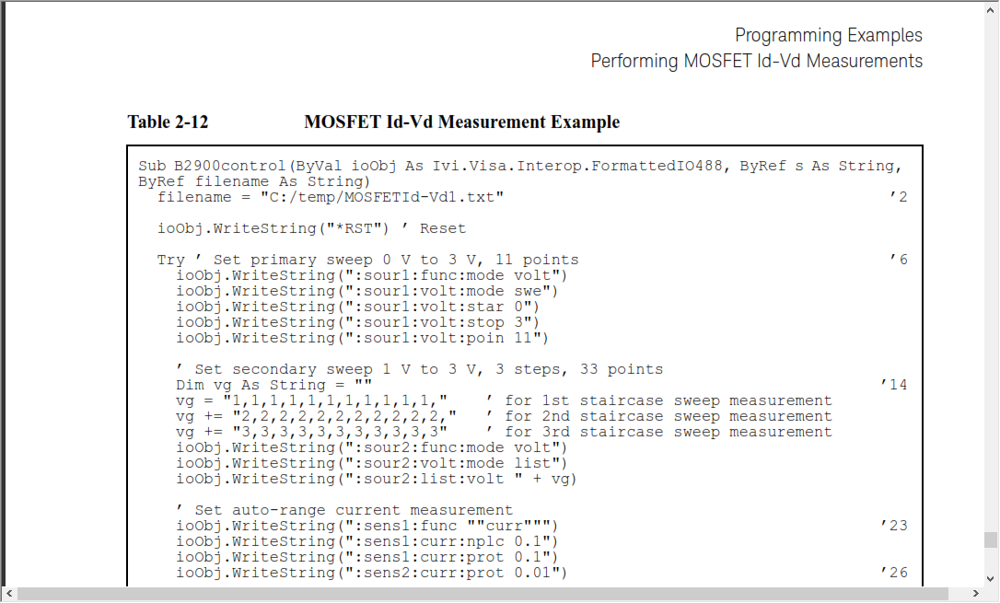 Programming Examples
Performing MOSFET Id-Vd Measurements
Table 2-12 MOSFET Id-Vd Measurement Example
Sub B2900control(ByVal ioObj As Ivi.Visa.Interop.FormattedIO488, ByRef s As String,
ByRef filename As String)
filename = "C:/temp/MOSFETId-Vd1.txt" '2
ioObj.WriteString("*RST") ' Reset
Try ' Set primary sweep 0 V to 3 V, 11 points '6
ioObj.WriteString(":sour1:func:mode volt")
ioObj.WriteString(":sour1:volt:mode swe")
ioObj.WriteString(":sour1:volt:star 0")
ioObj.WriteString(":sour1:volt:stop 3")
ioObj.WriteString(":sour1:volt:poin 11")
' Set secondary sweep 1 V to 3 V, 3 steps, 33 points
Dim vg As String = "" '14
vg = "1,1,1,1,1,1,1,1,1,1,1," ' for 1st staircase sweep measurement
vg += "2,2,2,2,2,2,2,2,2,2,2," ' for 2nd staircase sweep measurement
vg += "3,3,3,3,3,3,3,3,3,3,3" ' for 3rd staircase sweep measurement
ioObj.WriteString(":sour2:func:mode volt")
ioObj.WriteString(":sour2:volt:mode list")
ioObj.WriteString(":sour2:list:volt " + vg)
' Set auto-range current measurement
ioObj.WriteString(":sens1:func ""curr""") '23
ioObj.WriteString(":sens1:curr:nplc 0.1")
ioObj.WriteString(":sens1:curr:prot 0.1")
ioObj.WriteString(":sens2:curr:prot 0.01") '26